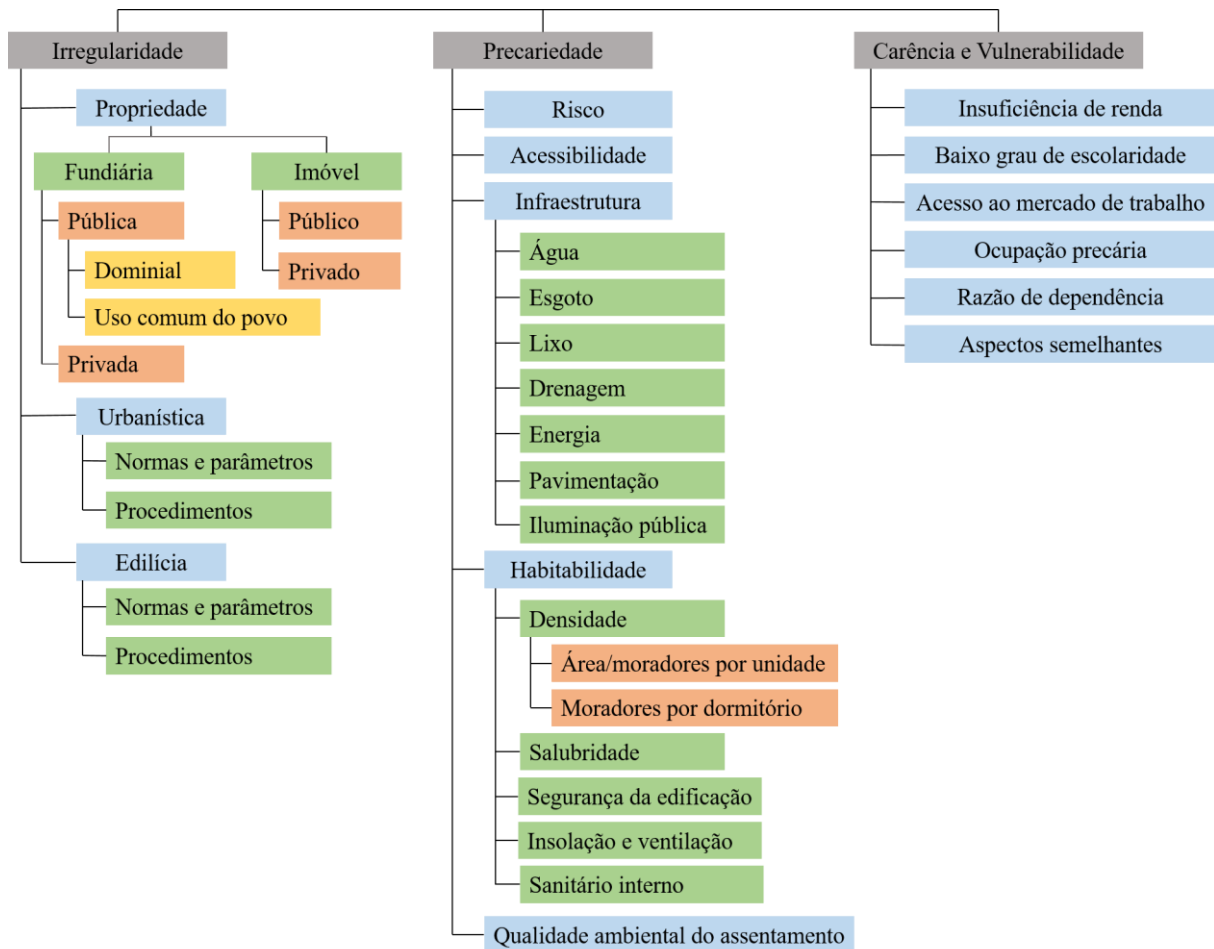 Irregularidade
Propriedade
Fundiária
Imóvel
Pública
Público
Dominial
Privado
Uso comum do povo
Privada
Urbanística
Normas e parâmetros
Procedimentos
Edilícia
Normas e parâmetros
Procedimentos
Precariedade
Risco
Acessibilidade
Infraestrutura
Água
Esgoto
Lixo
Drenagem
Energia
Pavimentação
Iluminação pública
Habitabilidade
Densidade
Área/moradores por unidade
Moradores por dormitório
Salubridade
Segurança da edificação
Insolação e ventilação
Sanitário interno
Qualidade ambiental do assentamento
Carência e Vulnerabilidade
Insuficiência de renda
Baixo grau de escolaridade
Acesso ao mercado de trabalho
Ocupação precária
Razão de dependência
Aspectos semelhantes